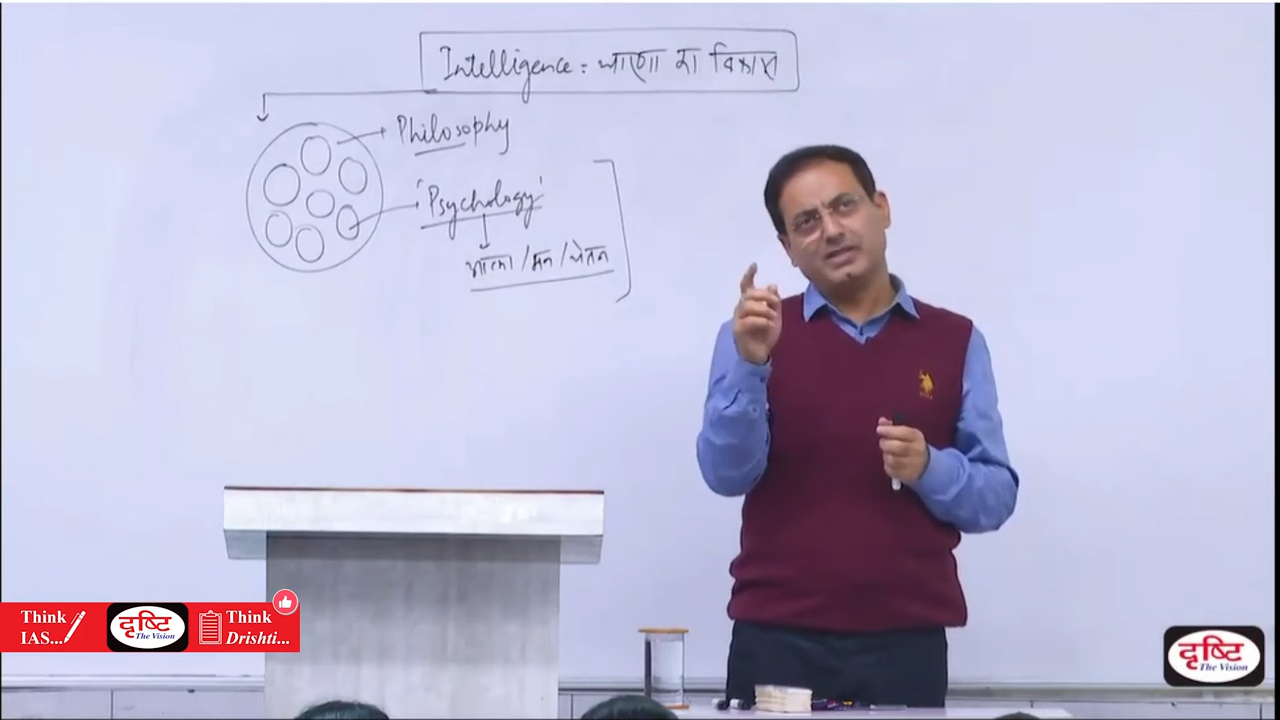 Intelligence : धारणा का विकास
Philosophy
'Psychology'
आत्मा / मन / चेतन
Think
IAS...
दृष्टि
The Vision
Think
Drishti...
दृष्टि
The Vision